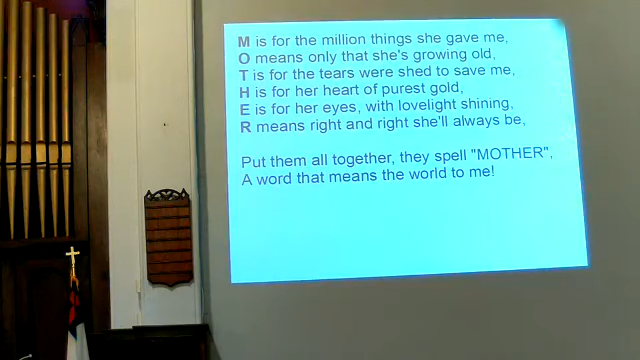 M is for the million things she gave me,
O means only that she's growing old,
T is for the tears were shed to save me,
H is for her heart of purest gold,
E is for her eyes, with lovelight shining,
R means right and right she'll always be,
Put them all together, they spell "MOTHER",
A word that means the world to me!